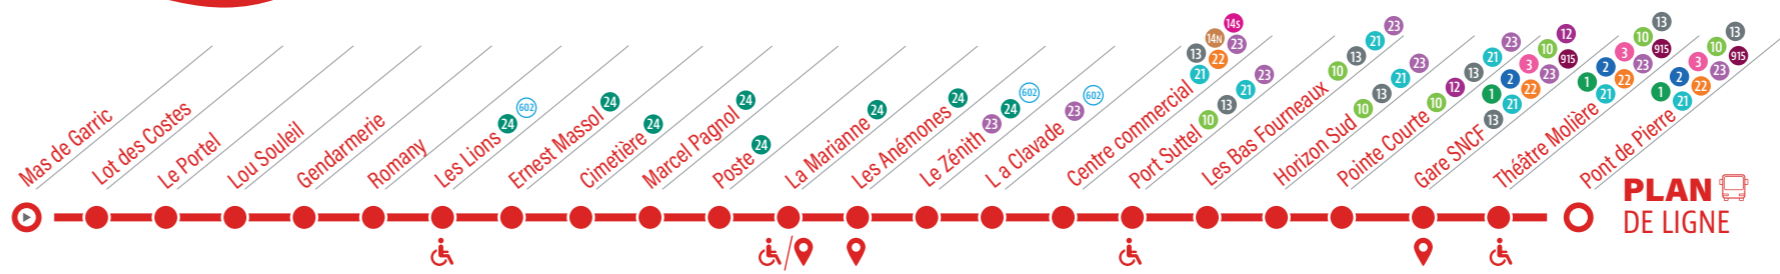 Mas de Garric
Lot des Costes
Le Portel
Lou Souleil
Gendarmerie
Romany
Les Lions 24 602
Ernest Massol 24
Cimetière 24
Marcel Pagnol 24
Poste 24
La Marianne 24
Les Anémones 24
Le Zénith 23 24 602
La Clavade 23 602
Centre commercial 21 22 13 14N 23 14s
Port Suttel 10 13 21 23
Les Bas Fourneaux 10 13 21 23
Horizon Sud 10 13 21 23
Pointe Courte 10 12 13 21 23
Gare SNCF 13 21 22 23 915 1 2 3 10 12
Théâtre Molière 21 22 23 915 1 2 3 10 13
Pont de Pierre 21 22 23 915 1 2 3 10 13
PLAN
DE LIGNE